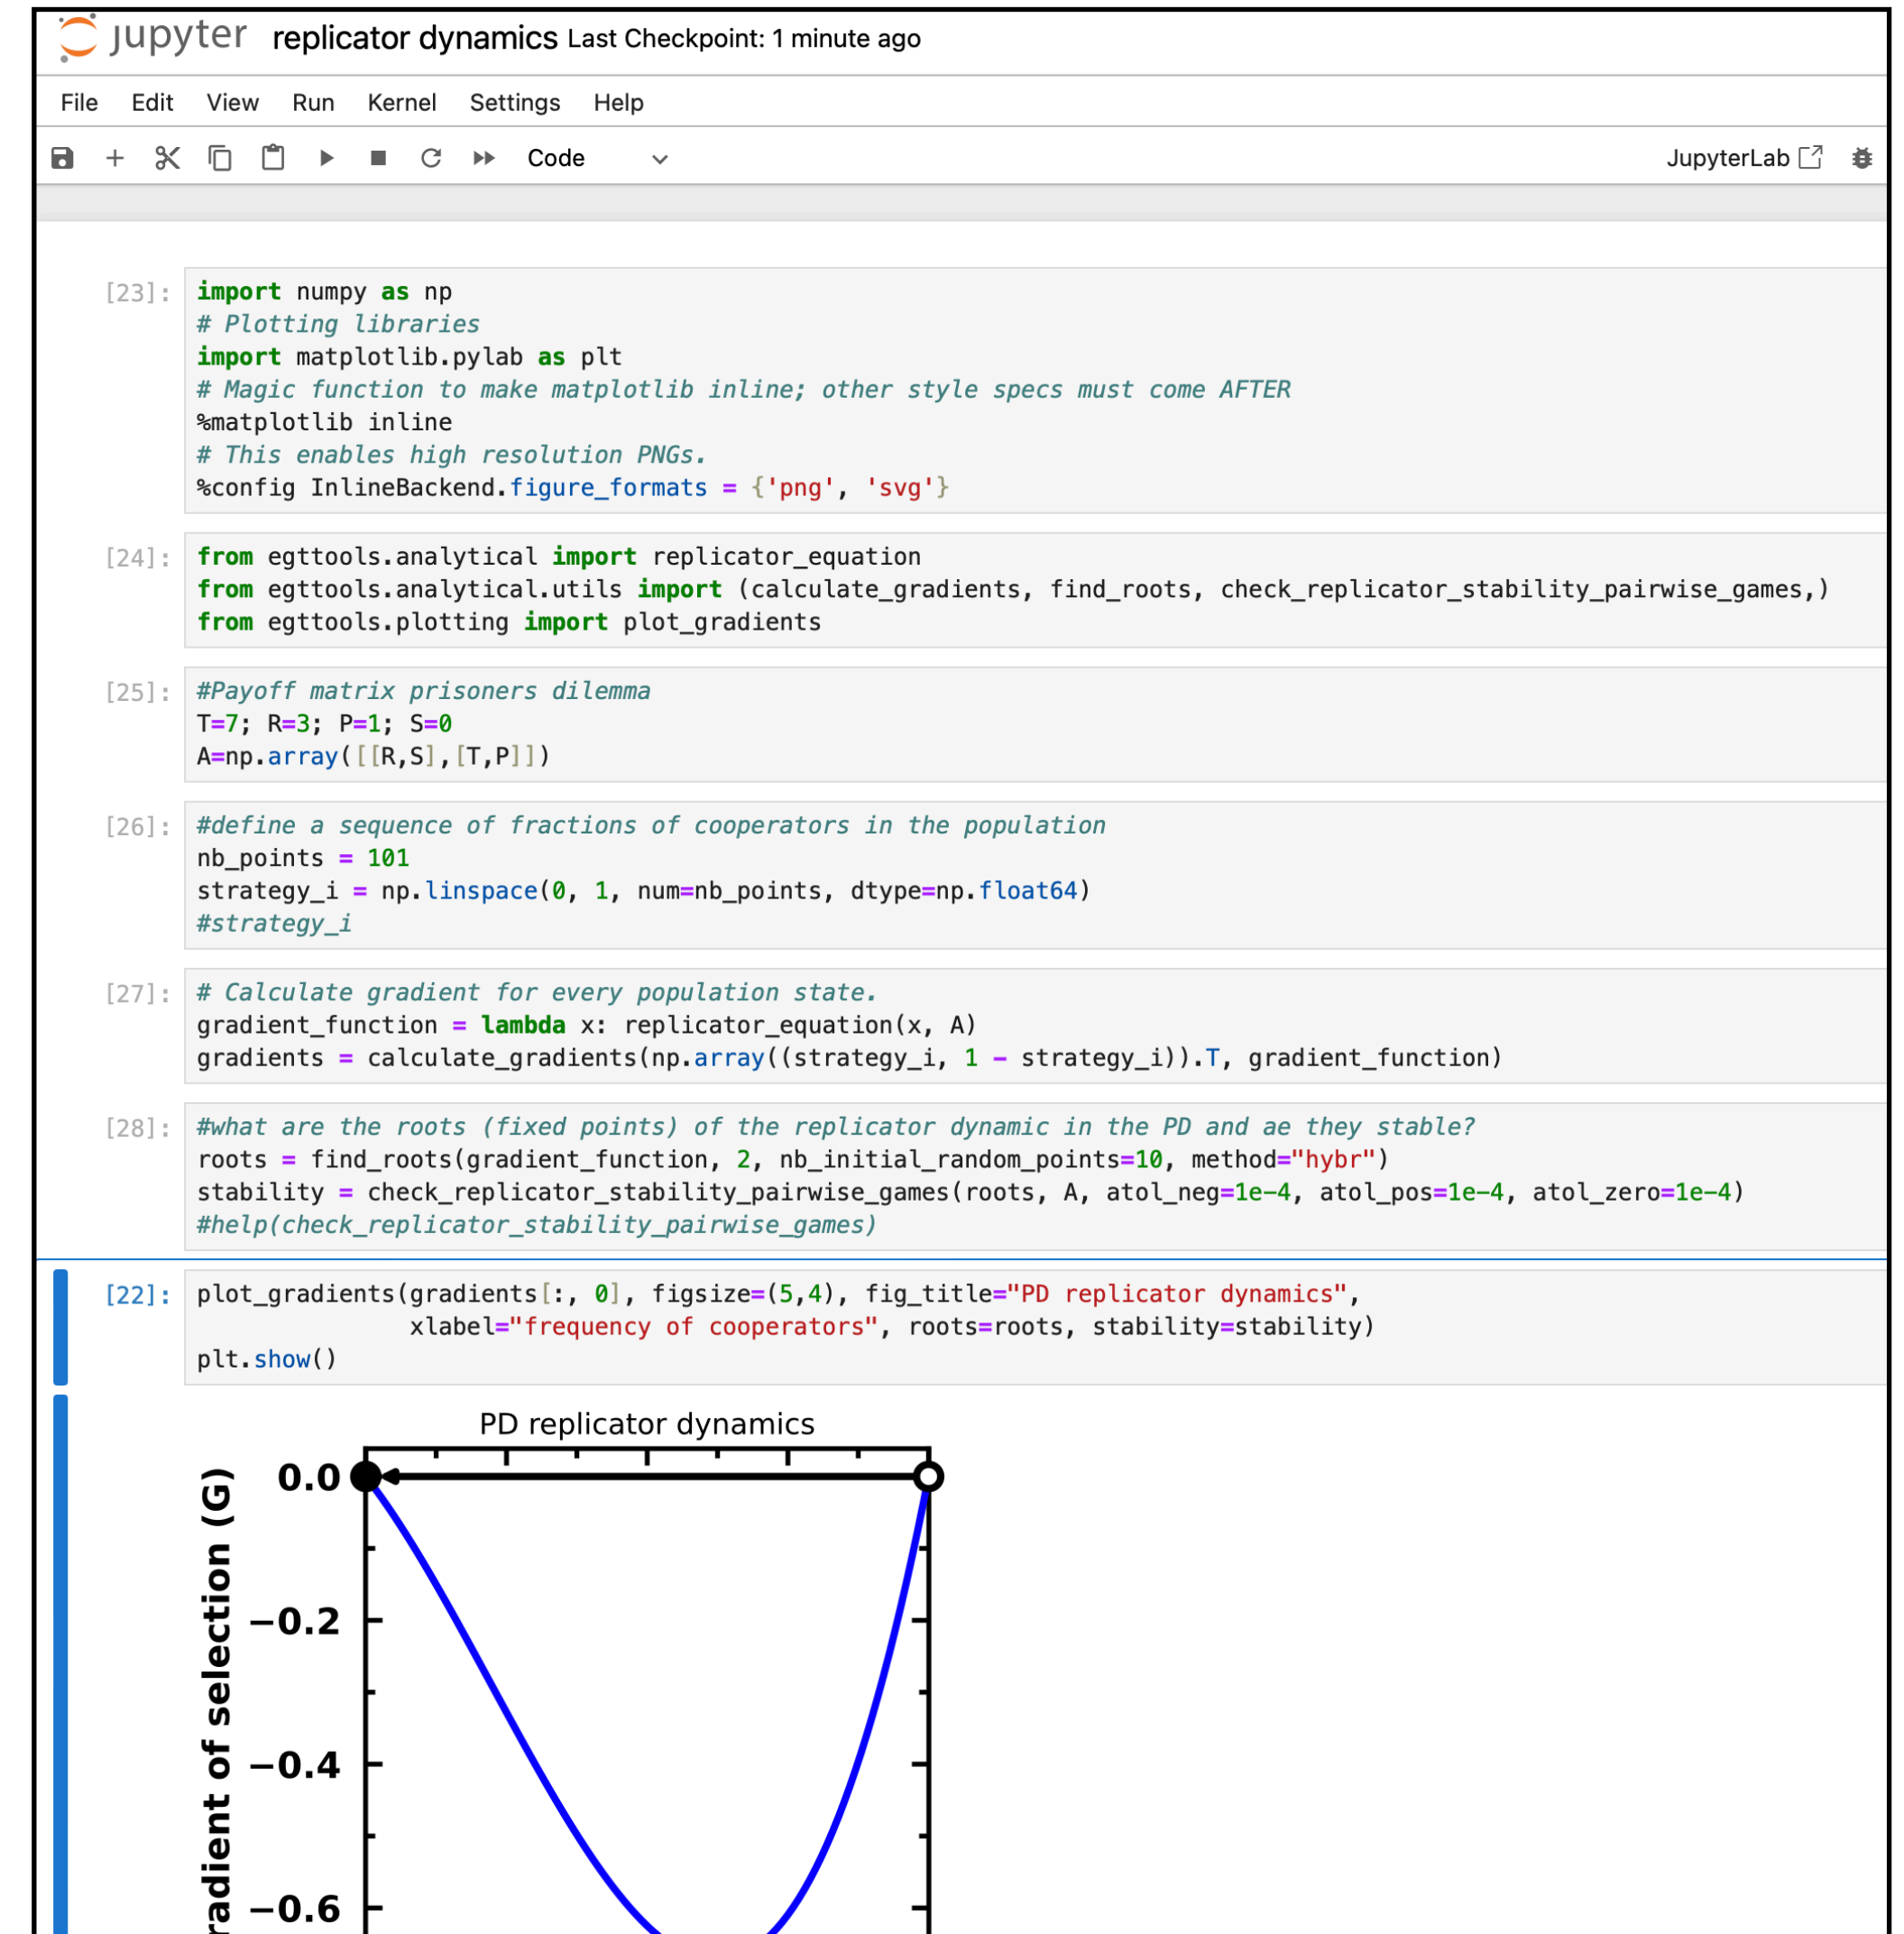 jupyter replicator dynamics Last Checkpoint: 1 minute ago
File Edit View Run Kernel Settings Help
Code JupyterLab
[23]: import numpy as np
# Plotting libraries
import matplotlib.pylab as plt
# Magic function to make matplotlib inline; other style specs must come AFTER
%matplotlib inline
# This enables high resolution PNGs.
%config InlineBackend.figure_formats = {'png', 'svg'}
[24]: from egttools.analytical import replicator_equation
from egttools.analytical.utils import (calculate_gradients, find_roots, check_replicator_stability_pairwise_games,)
from egttools.plotting import plot_gradients
[25]: #Payoff matrix prisoners dilemma
T=7; R=3; P=1; S=0
A=np.array([[R,S],[T,P]])
[26]: #define a sequence of fractions of cooperators in the population
nb_points = 101
strategy_i = np.linspace(0, 1, num=nb_points, dtype=np.float64)
#strategy_i
[27]: # Calculate gradient for every population state.
gradient_function = lambda x: replicator_equation(x, A)
gradients = calculate_gradients(np.array((strategy_i, 1 - strategy_i)).T, gradient_function)
[28]: #what are the roots (fixed points) of the replicator dynamic in the PD and ae they stable?
roots = find_roots(gradient_function, 2, nb_initial_random_points=10, method="hybr")
stability = check_replicator_stability_pairwise_games(roots, A, atol_neg=1e-4, atol_pos=1e-4, atol_zero=1e-4)
#help(check_replicator_stability_pairwise_games)
[22]: plot_gradients(gradients[:, 0], figsize=(5,4), fig_title="PD replicator dynamics",
xlabel="frequency of cooperators", roots=roots, stability=stability)
plt.show()
PD replicator dynamics
radient of selection (G)
0.0
−0.2
−0.4
−0.6